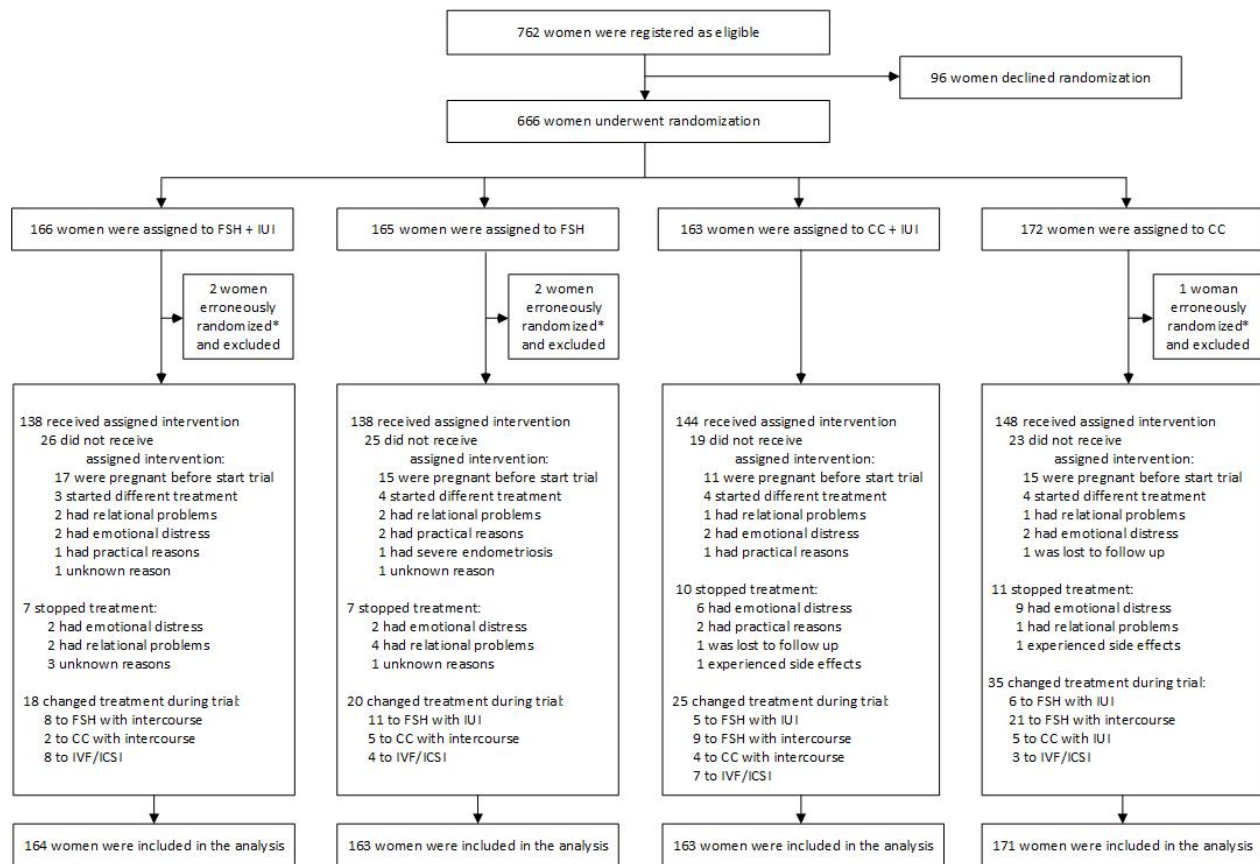 762 women were registered as eligible
96 women declined randomization
666 women underwent randomization
166 women were assigned to FSH + IUI
165 women were assigned to FSH
163 women were assigned to CC + IUI
172 women were assigned to CC
2 women
erroneously
randomized*
and excluded
2 women
erroneously
randomized*
and excluded
1 woman
erroneously
randomized*
and excluded
138 received assigned intervention
26 did not receive
assigned intervention:
17 were pregnant before start trial
3 started different treatment
2 had relational problems
2 had emotional distress
1 had practical reasons
1 unknown reason
7 stopped treatment:
2 had emotional distress
2 had relational problems
3 unknown reasons
18 changed treatment during trial:
8 to FSH with intercourse
2 to CC with intercourse
8 to IVF/ICSI
138 received assigned intervention
25 did not receive
assigned intervention:
15 were pregnant before start trial
4 started different treatment
2 had relational problems
2 had practical reasons
1 had severe endometriosis
1 unknown reason
7 stopped treatment:
2 had emotional distress
4 had relational problems
1 unknown reasons
20 changed treatment during trial:
11 to FSH with IUI
5 to CC with intercourse
4 to IVF/ICSI
144 received assigned intervention
19 did not receive
assigned intervention:
11 were pregnant before start trial
4 started different treatment
1 had relational problems
2 had emotional distress
1 had practical reasons
10 stopped treatment:
6 had emotional distress
2 had practical reasons
1 was lost to follow up
1 experienced side effects
25 changed treatment during trial:
5 to FSH with IUI
9 to FSH with intercourse
4 to CC with intercourse
7 to IVF/ICSI
148 received assigned intervention
23 did not receive
assigned intervention:
15 were pregnant before start trial
4 started different treatment
1 had relational problems
2 had emotional distress
1 was lost to follow up
11 stopped treatment:
9 had emotional distress
1 had relational problems
1 experienced side effects
35 changed treatment during trial:
6 to FSH with IUI
21 to FSH with intercourse
5 to CC with IUI
3 to IVF/ICSI
164 women were included in the analysis
163 women were included in the analysis
163 women were included in the analysis
171 women were included in the analysis